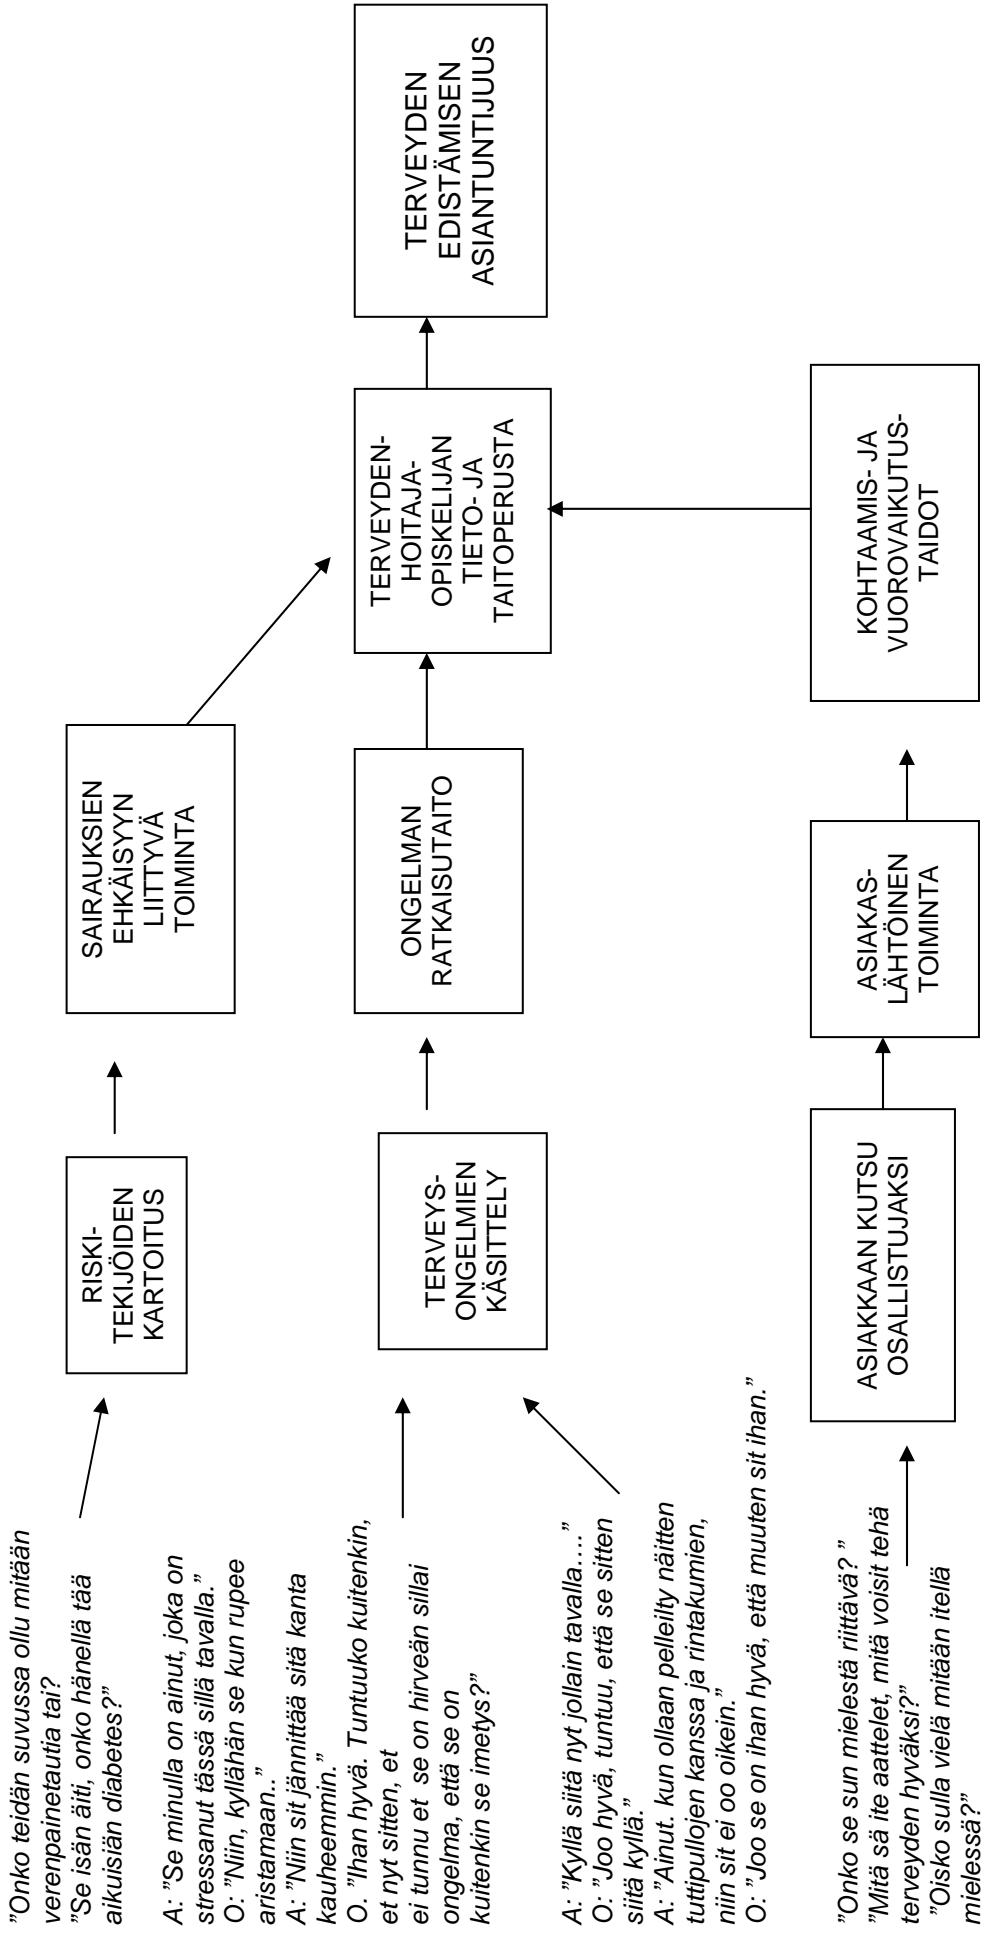 ”Onko teidän suvussa ollu mitään
verenpainetautia tai?
”Se isän äiti, onko hänellä tää
aikuisiän diabetes?”
A: ”Se minulla on ainut, joka on
stressanut tässä sillä tavalla.”
O: ”Niin, kyllähän se kun rupee
aristamaan..”
A: ”Niin sit jännittää sitä kanta
kauheemmin.”
O. ”Ihan hyvä. Tuntuuko kuitenkin,
et nyt sitten, et
ei tunnu et  se on hirveän sillai
ongelma, että se on
kuitenkin se imetys?”
A: ”Kyllä siitä nyt jollain tavalla….”
O: ”Joo hyvä, tuntuu, että se sitten
siitä kyllä.”
A: ”Ainut. kun ollaan pelleilty näitten
tuttipullojen kanssa ja rintakumien,
niin sit ei oo oikein.”
O: ”Joo se on ihan hyvä, että muuten sit ihan.”
”Onko se sun mielestä riittävä? ”
”Mitä sä ite aattelet, mitä voisit tehä
terveyden hyväksi?”
”Oisko sulla vielä mitään itellä
mielessä?”
RISKI-
TEKIJÖIDEN
KARTOITUS
TERVEYS-
ONGELMIEN
KÄSITTELY
ASIAKKAAN KUTSU
OSALLISTUJAKSI
SAIRAUKSIEN
EHKÄISYYN
LIITTYVÄ
TOIMINTA
ONGELMAN
RATKAISUTAITO
ASIAKAS-
LÄHTÖINEN
TOIMINTA
TERVEYDEN-
HOITAJA-
OPISKELIJAN
TIETO- JA
TAITOPERUSTA
KOHTAAMIS- JA
VUOROVAIKUTUS-
TAIDOT
TERVEYDEN
EDISTÄMISEN
ASIANTUNTIJUUS